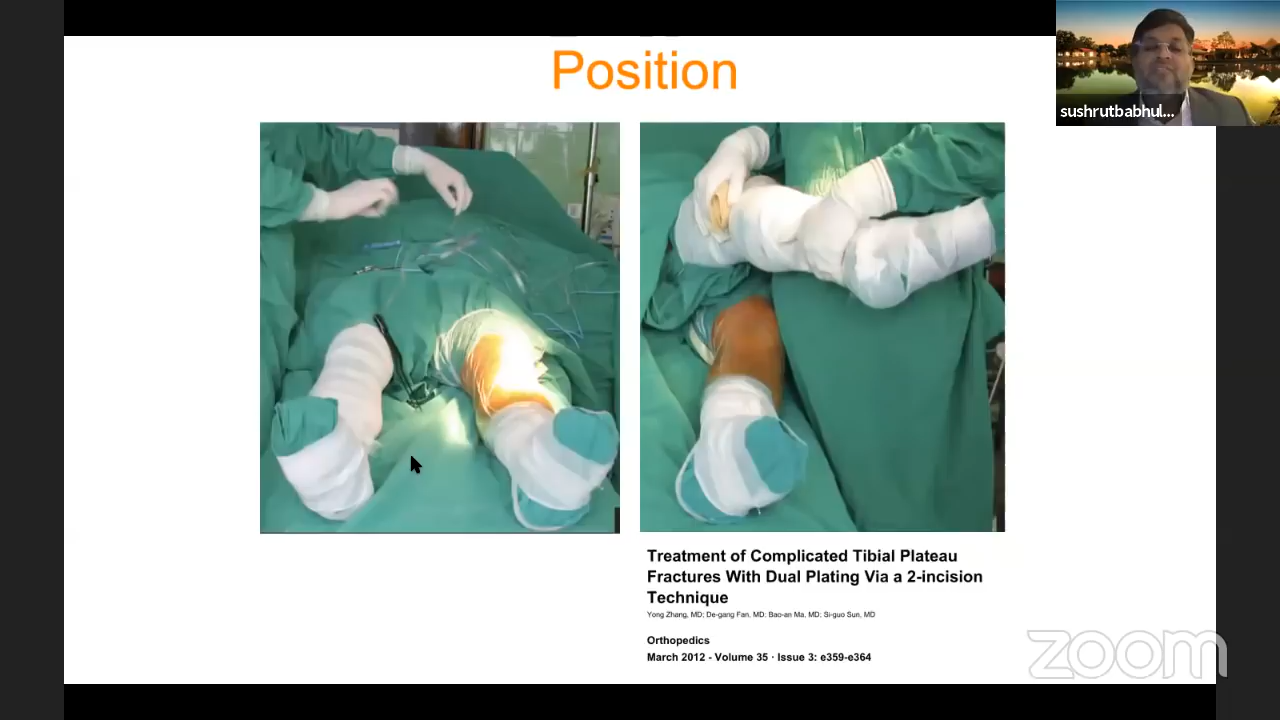 Position
sushrutbabhul...
Treatment of Complicated Tibial Plateau
Fractures With Dual Plating Via a 2-incision
Technique
Yong Zhang, MD; De-gang Fan, MD; Bao-an Ma, MD; Si-guo Sun, MD
Orthopedics
March 2012 - Volume 35 · Issue 3: e359-e364
zoom